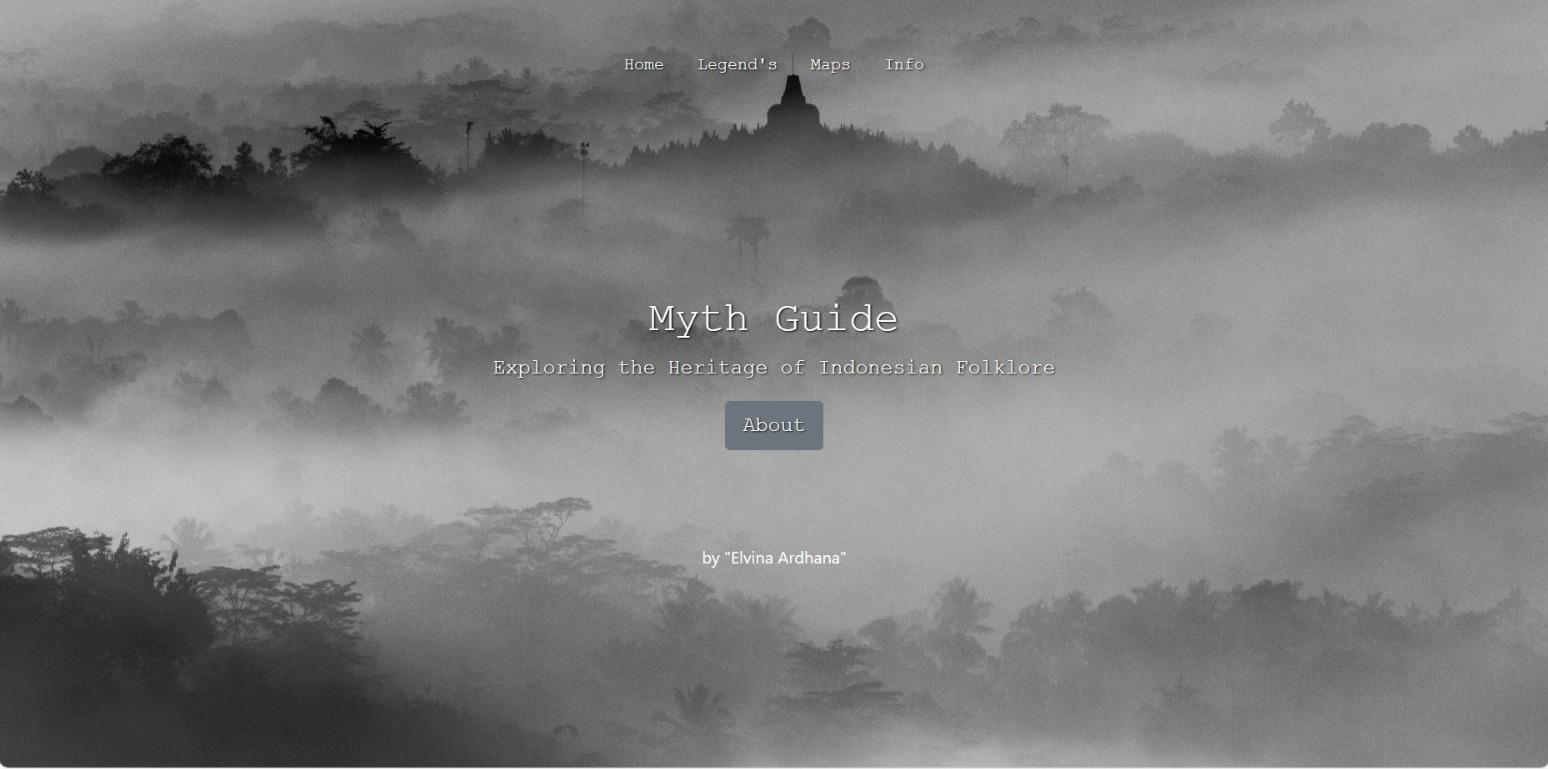 Home Legend's Maps Info
Myth Guide
Exploring the Heritage of Indonesian Folklore
About
by "Elvina Ardhana"